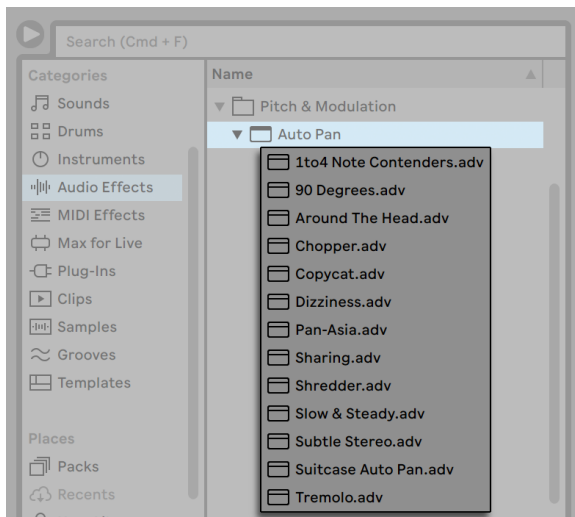 Search (Cmd + F)
Categories
Sounds
Drums
Instruments
Audio Effects
MIDI Effects
Max for Live
Plug-Ins
Clips
Samples
Grooves
Templates
Places
Packs
Recents
Name
Pitch & Modulation
Auto Pan
1to4 Note Contenders.adv
90 Degrees.adv
Around The Head.adv
Chopper.adv
Copycat.adv
Dizziness.adv
Pan-Asia.adv
Sharing.adv
Shredder.adv
Slow & Steady.adv
Subtle Stereo.adv
Suitcase Auto Pan.adv
Tremolo.adv